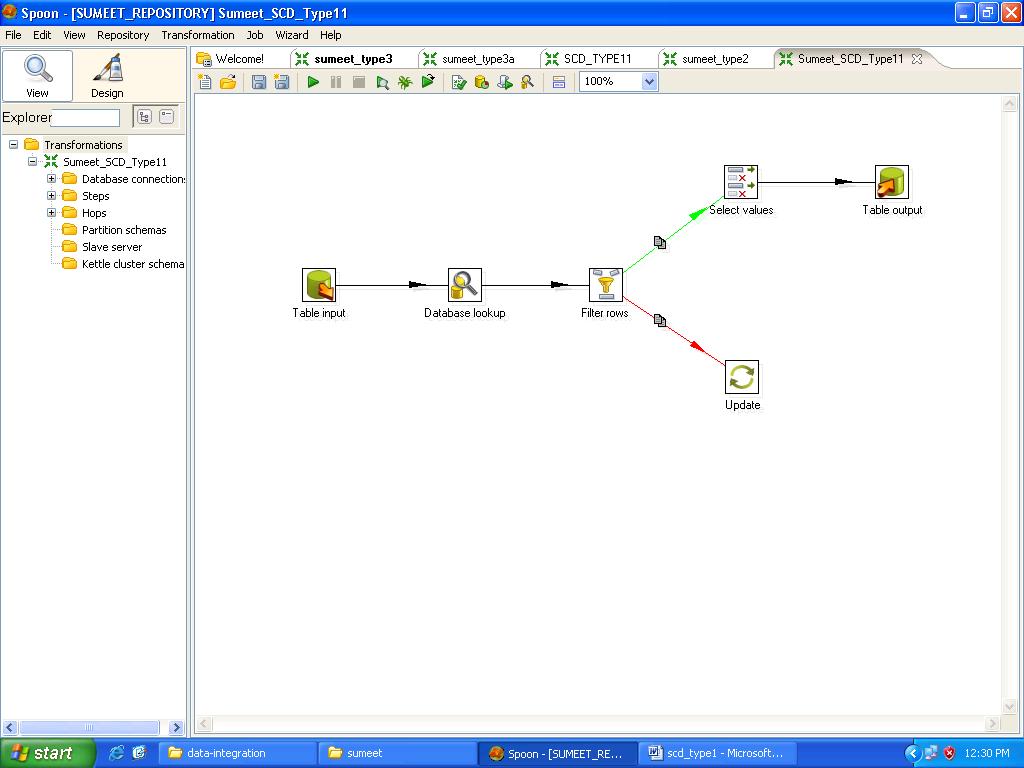 Spoon - [SUMEET_REPOSITORY] Sumeet_SCD_Type11
File Edit View Repository Transformation Job Wizard Help
View
Design
Welcome!
sumeet_type3
sumeet_type3a
SCD_TYPE11
sumeet_type2
Sumeet_SCD_Type11
100%
Explorer
Transformations
Sumeet_SCD_Type11
Database connections
Steps
Hops
Partition schemas
Slave server
Kettle cluster schema
Select values
Table output
Table input
Database lookup
Filter rows
Update
start
data-integration
sumeet
Spoon - [SUMEET_RE...
scd_type1 - Microsoft...
12:30 PM